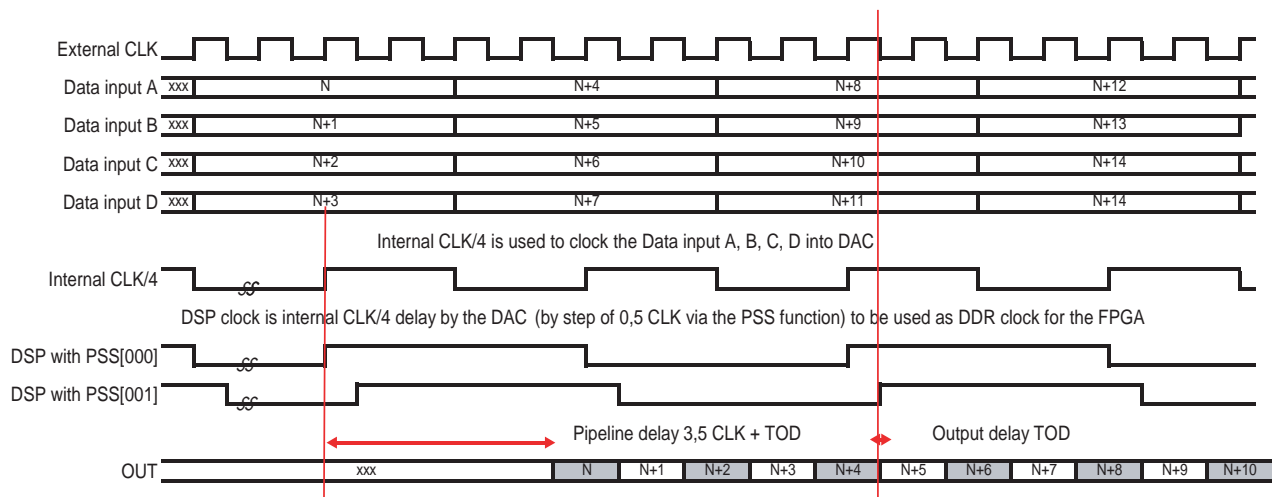 External CLK
Data input A xxx N N+4 N+8 N+12
Data input B xxx N+1 N+5 N+9 N+13
Data input C xxx N+2 N+6 N+10 N+14
Data input D xxx N+3 N+7 N+11 N+14
Internal CLK/4 is used to clock the Data input A, B, C, D into DAC
Internal CLK/4
DSP clock is internal CLK/4 delay by the DAC (by step of 0,5 CLK via the PSS function) to be used as DDR clock for the FPGA
DSP with PSS[000]
DSP with PSS[001]
Pipeline delay 3,5 CLK + TOD Output delay TOD
OUT xxx N N+1 N+2 N+3 N+4 N+5 N+6 N+7 N+8 N+9 N+10